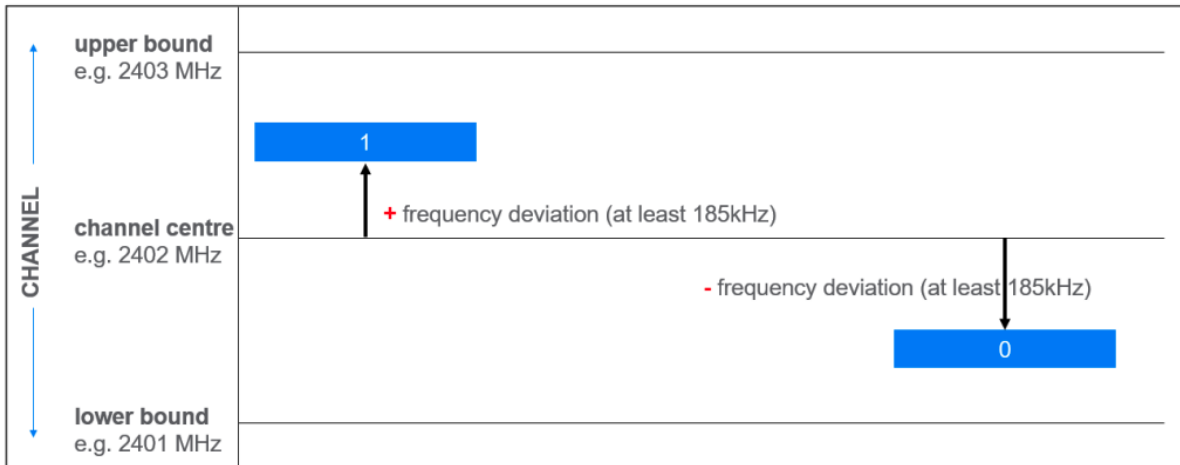 CHANNEL
upper bound
e.g. 2403 MHz
1
+ frequency deviation (at least 185kHz)
channel centre
e.g. 2402 MHz
- frequency deviation (at least 185kHz)
0
lower bound
e.g. 2401 MHz